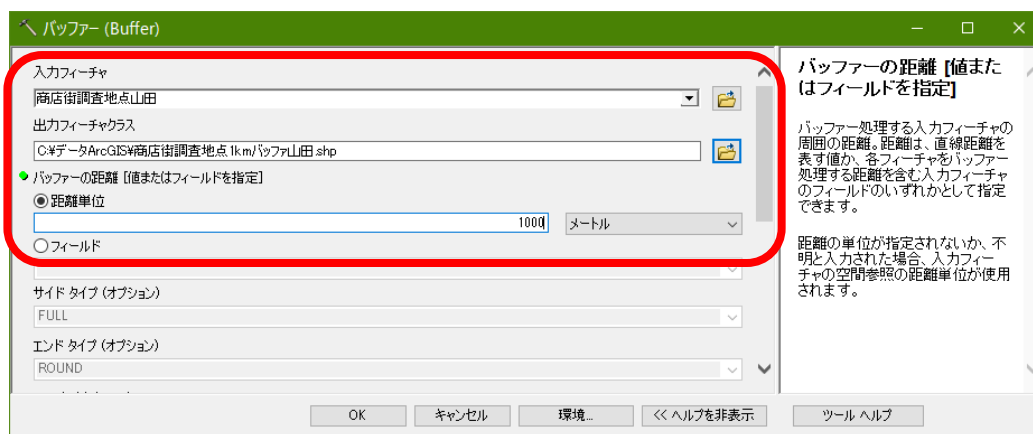 バッファー (Buffer)
入力フィーチャ
商店街調査地点山田
出力フィーチャクラス
C:¥データArcGIS¥商店街調査地点1kmバッファ山田.shp
バッファーの距離 [値またはフィールドを指定]
距離単位
1000 メートル
フィールド
サイド タイプ (オプション)
FULL
エンド タイプ (オプション)
ROUND
OK キャンセル 環境... << ヘルプを非表示 ツール ヘルプ
バッファーの距離 [値また
はフィールドを指定]
バッファー処理する入力フィーチャの
周囲の距離。距離は、直線距離を
表す値か、各フィーチャをバッファー
処理する距離を含む入力フィーチャ
のフィールドのいずれかとして指定
できます。
距離の単位が指定されないか、不
明と入力された場合、入力フィー
チャの空間参照の距離単位が使用
されます。